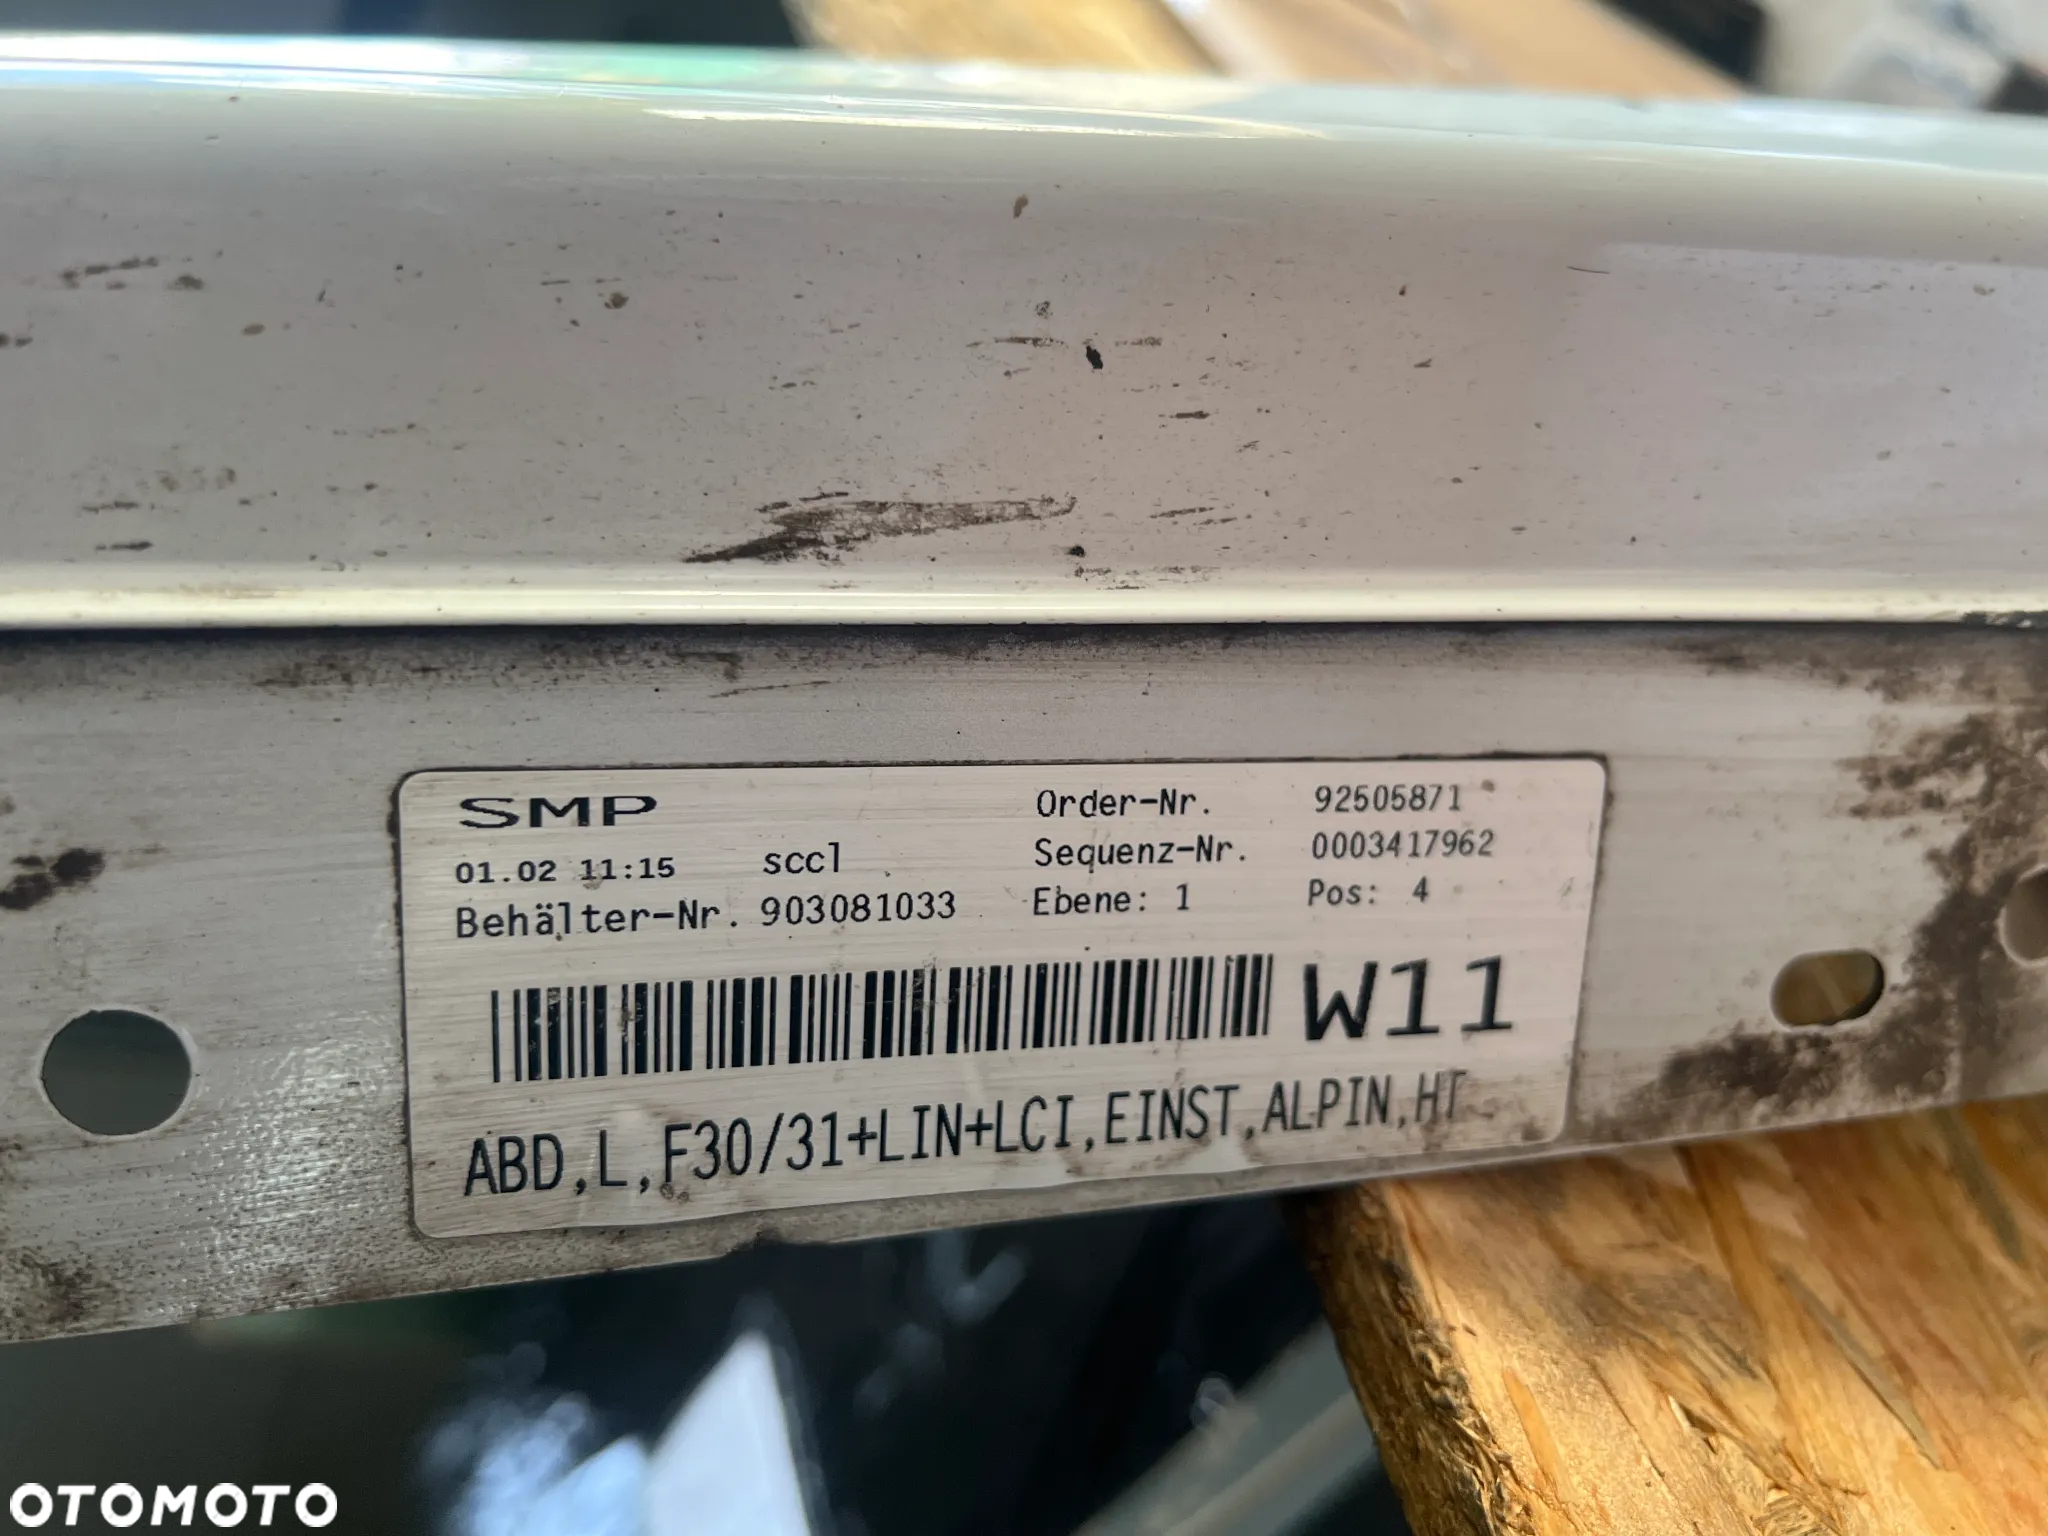 SMP
Order-Nr. 92505871
01.02 11:15 sccl
Sequenz-Nr. 0003417962
Behälter-Nr. 903081033
Ebene: 1 Pos: 4
W11
ABD,L,F30/31+LIN+LCI,EINST,ALPIN,HT
OTOMOTO